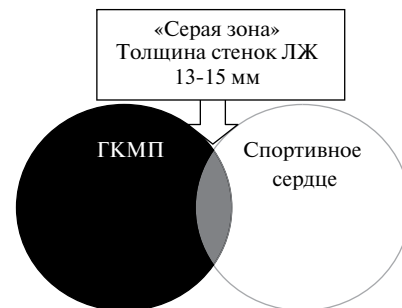 «Серая зона»
Толщина стенок ЛЖ
13-15 мм
ГКМП
Спортивное
сердце